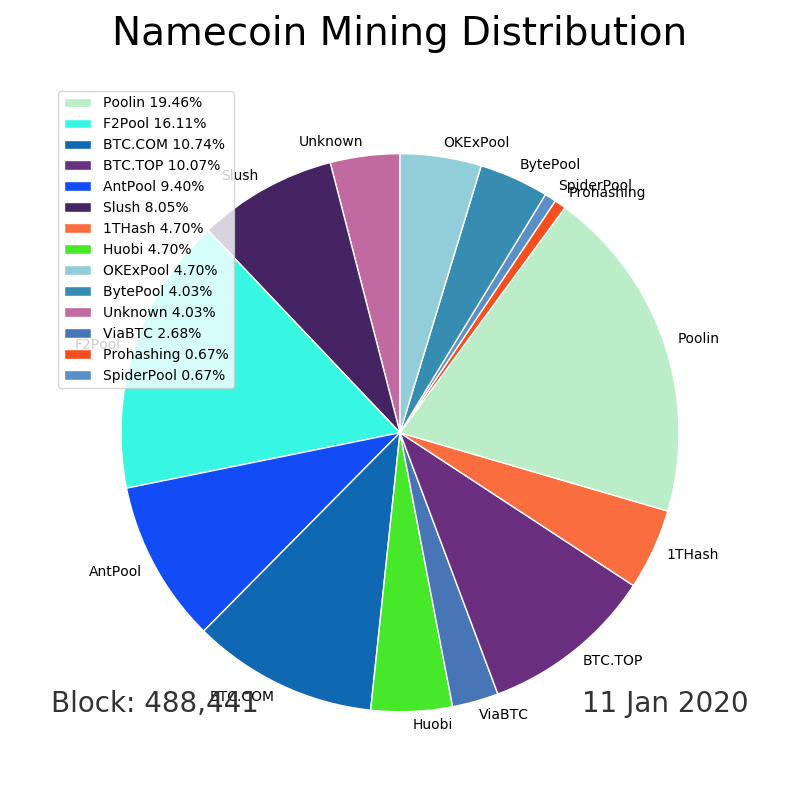 Namecoin Mining Distribution
Poolin 19.46%
F2Pool 16.11%
BTC.COM 10.74%
BTC.TOP 10.07%
AntPool 9.40%
Slush 8.05%
1THash 4.70%
Huobi 4.70%
OKExPool 4.70%
BytePool 4.03%
Unknown 4.03%
ViaBTC 2.68%
Prohashing 0.67%
SpiderPool 0.67%
Unknown
OKExPool
BytePool
SpiderPool
Prohashing
Slush
Poolin
F2Pool
1THash
AntPool
BTC.TOP
BTC.COM
ViaBTC
Huobi
Block: 488,441
11 Jan 2020